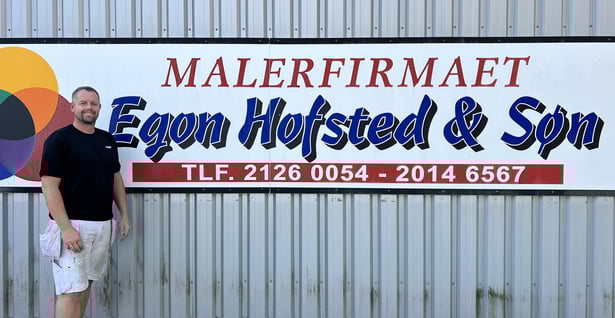 MALERFIRMAET
Egon Hofsted & Søn
TLF. 2126 0054 - 2014 6567